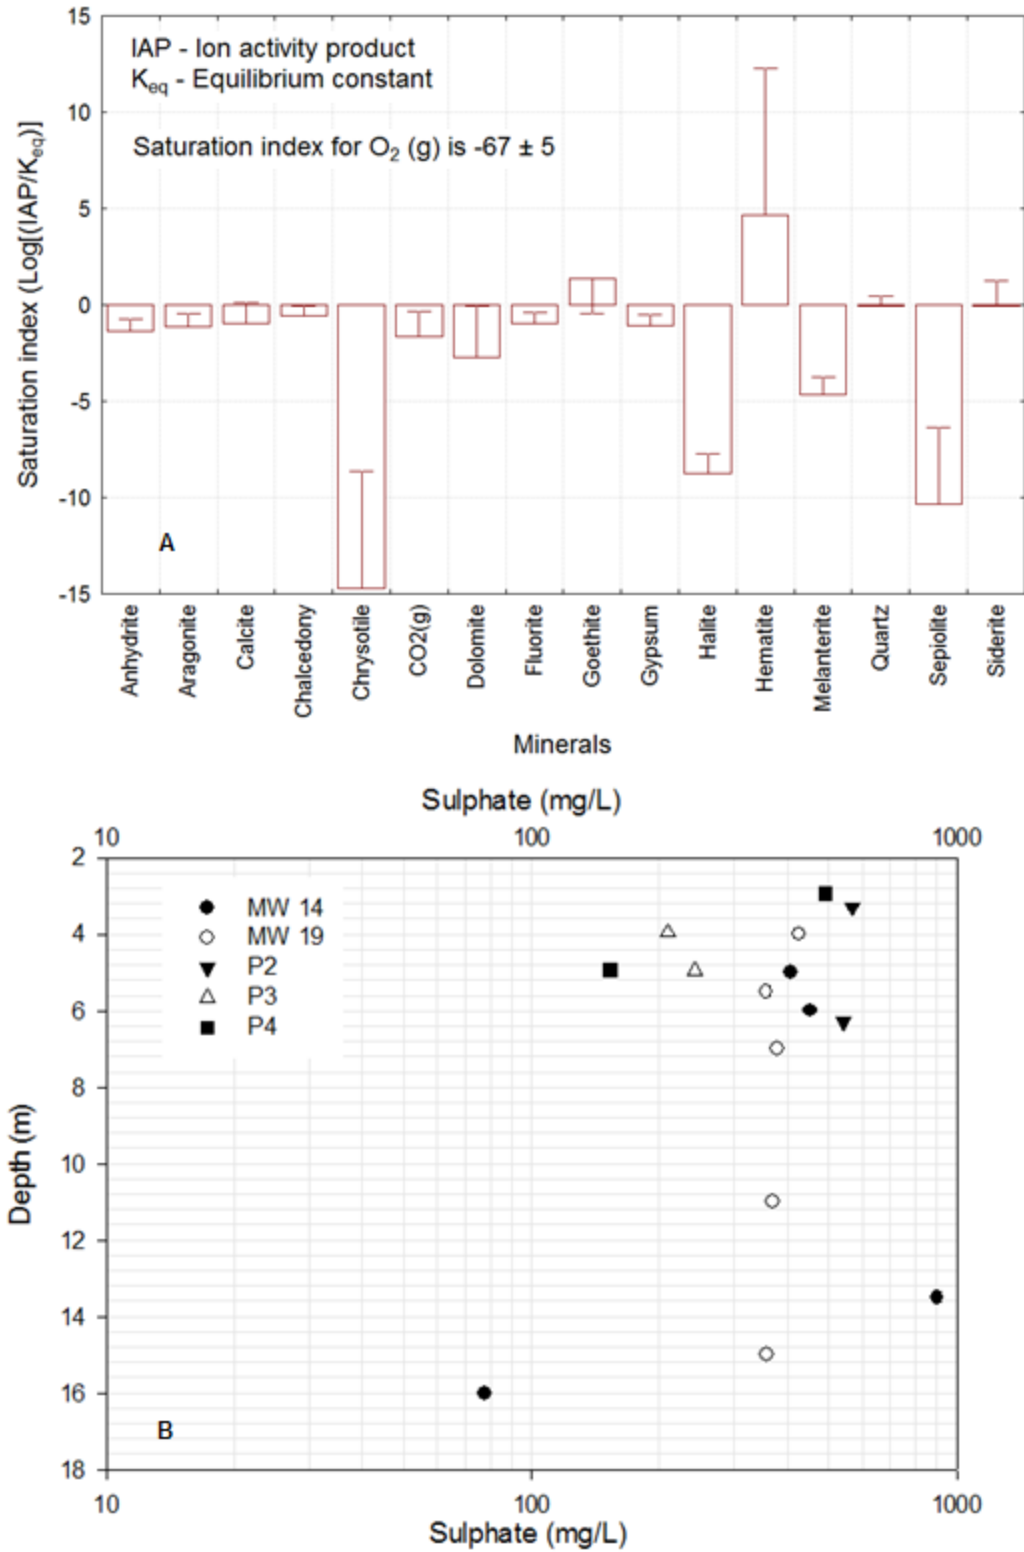 15
IAP - Ion activity product
Keq - Equilibrium constant
10
Saturation index for O2 (g) is -67 ± 5
5
0
-5
-10
A
-15
Saturation index (Log[(IAP/Keq)]
Anhydrite
Aragonite
Calcite
Chalcedony
Chrysotile
CO2(g)
Dolomite
Fluorite
Goethite
Gypsum
Halite
Hematite
Melanterite
Quartz
Sepiolite
Siderite
Minerals
Sulphate (mg/L)
10 100 1000
2
MW 14
4
MW 19
P2
P3
6
P4
8
10
12
14
16
B
18
Depth (m)
10 100 1000
Sulphate (mg/L)